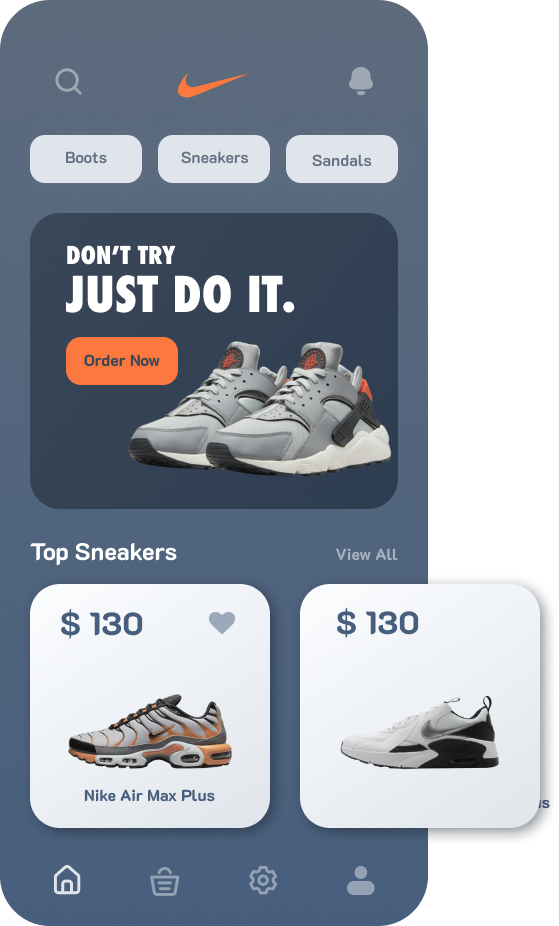 Boots
Sneakers
Sandals
DON'T TRY
JUST DO IT.
Order Now
Top Sneakers
View All
$ 130
$ 130
Nike Air Max Plus